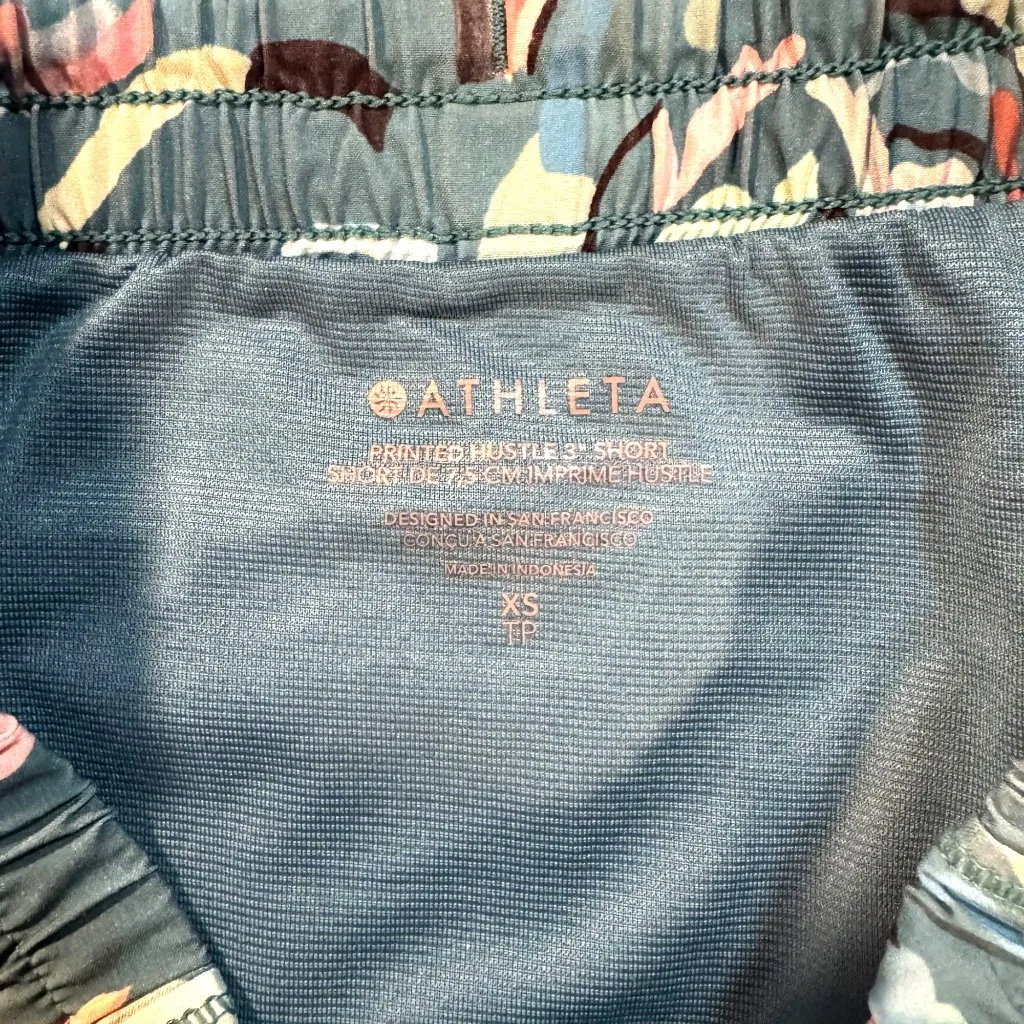 ATHLETA
PRINTED HUSTLE 3" SHORT
SHORT DE 7,5 CM IMPRIMÉ HUSTLE
DESIGNED IN SAN FRANCISCO
CONÇU À SAN FRANCISCO
MADE IN INDONESIA
XS
TP